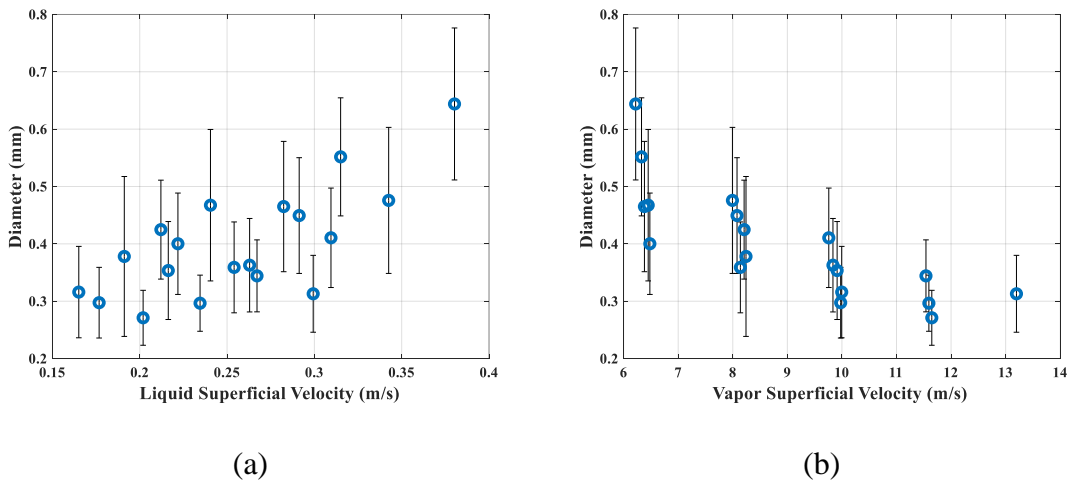 0.8
0.7
0.6
0.5
0.4
0.3
0.2
Diameter (mm)
0.15 0.2 0.25 0.3 0.35 0.4
Liquid Superficial Velocity (m/s)
(a)
0.8
0.7
0.6
0.5
0.4
0.3
0.2
Diameter (mm)
6 7 8 9 10 11 12 13 14
Vapor Superficial Velocity (m/s)
(b)